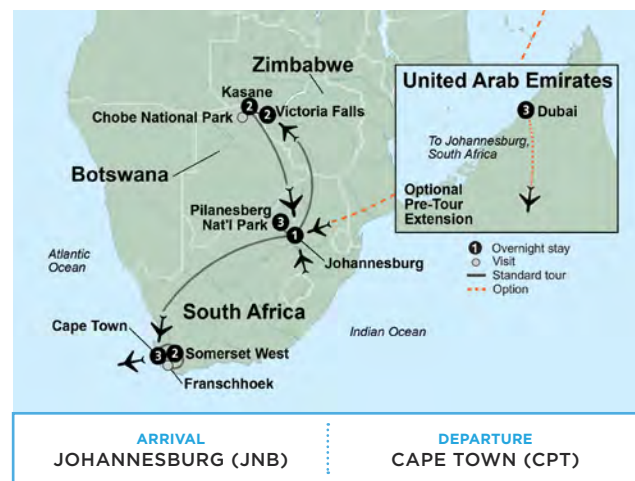 Zimbabwe
Kasane
2
2
Victoria Falls
Chobe National Park
Botswana
Pilanesberg
Nat'l Park
3
1
Johannesburg
Atlantic
Ocean
South Africa
Cape Town
3
2
Somerset West
Franschhoek
Indian Ocean
United Arab Emirates
3 Dubai
To Johannesburg,
South Africa
Optional
Pre-Tour
Extension
1 Overnight stay
Visit
Standard tour
Option
ARRIVAL
JOHANNESBURG (JNB)
DEPARTURE
CAPE TOWN (CPT)